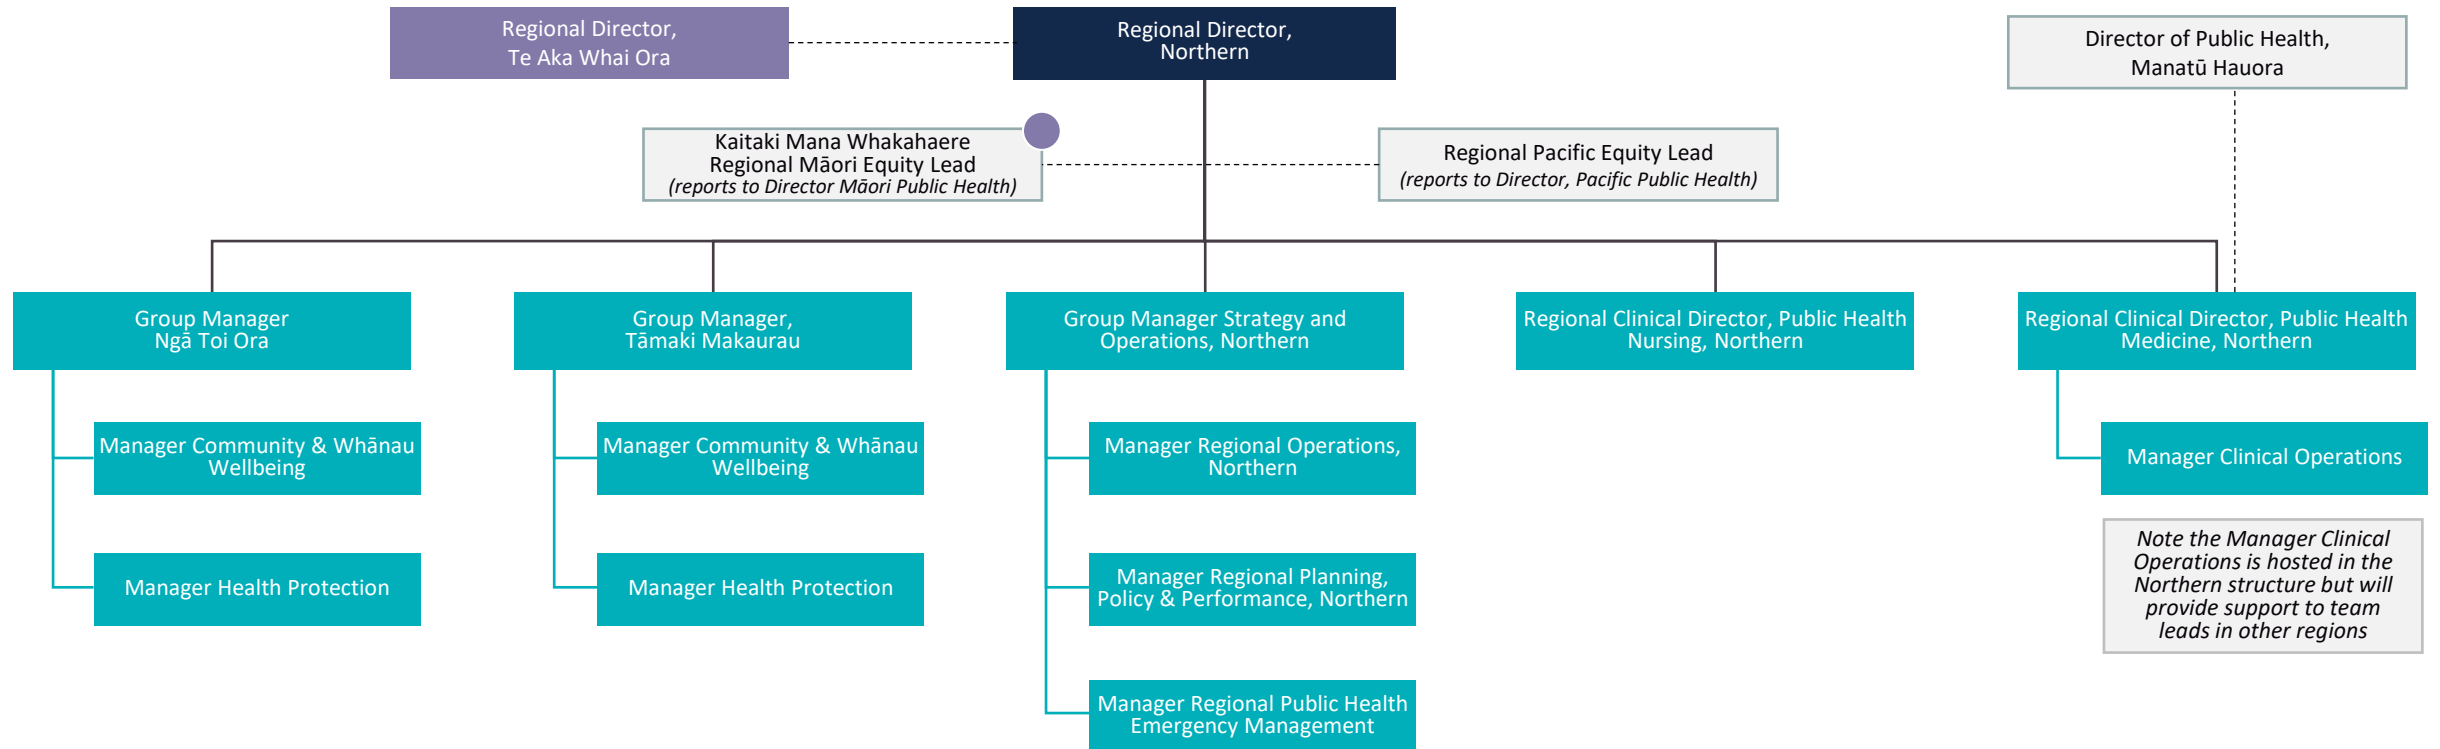 Regional Director,
Te Aka Whai Ora
Regional Director,
Northern
Director of Public Health,
Manatū Hauora
Kaitaki Mana Whakahaere
Regional Māori Equity Lead
(reports to Director Māori Public Health)
Regional Pacific Equity Lead
(reports to Director, Pacific Public Health)
Group Manager
Ngā Toi Ora
Group Manager,
Tāmaki Makaurau
Group Manager Strategy and
Operations, Northern
Regional Clinical Director, Public Health
Nursing, Northern
Regional Clinical Director, Public Health
Medicine, Northern
Manager Community & Whānau
Wellbeing
Manager Community & Whānau
Wellbeing
Manager Regional Operations,
Northern
Manager Clinical Operations
Manager Health Protection
Manager Health Protection
Manager Regional Planning,
Policy & Performance, Northern
Note the Manager Clinical
Operations is hosted in the
Northern structure but will
provide support to team
leads in other regions
Manager Regional Public Health
Emergency Management